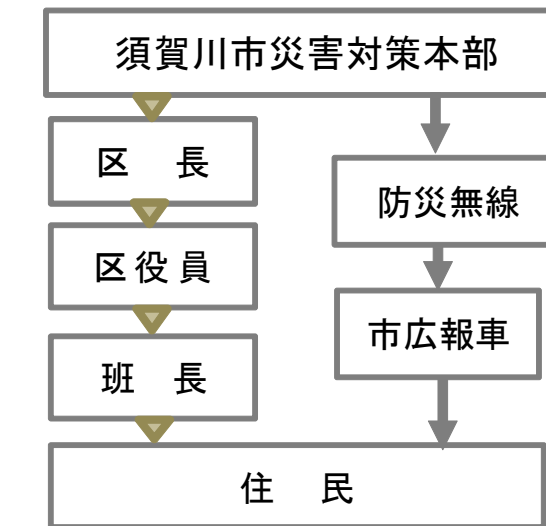 須賀川市災害対策本部
区　長
防災無線
区役員
市広報車
班　長
住　民